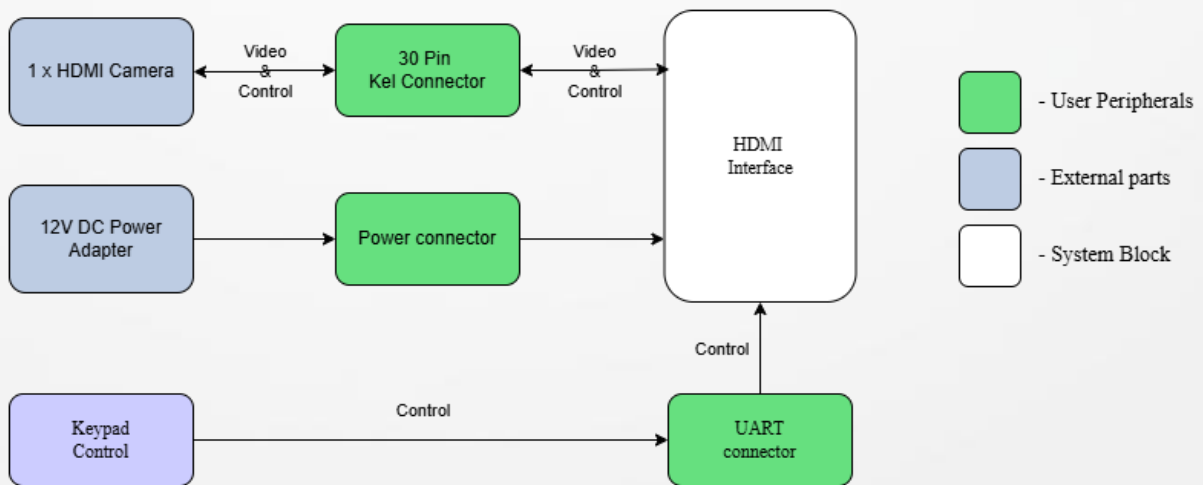 1 x HDMI Camera
Video
&
Control
30 Pin
Kel Connector
Video
&
Control
HDMI
Interface
12V DC Power
Adapter
Power connector
Control
Keypad
Control
Control
UART
connector
- User Peripherals
- External parts
- System Block